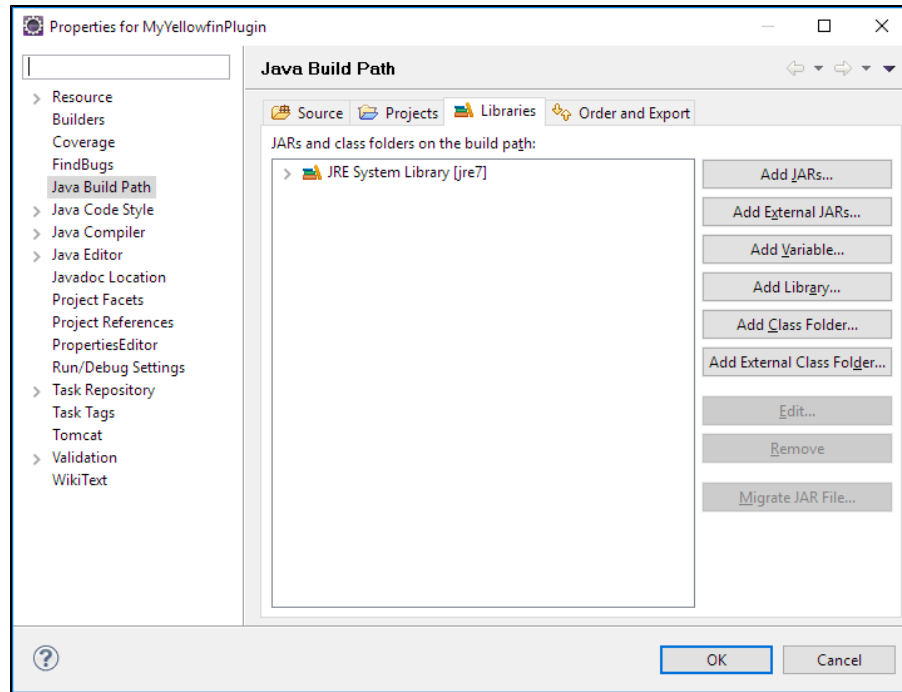 Properties for MyYellowfinPlugin
Java Build Path
Resource
Builders
Coverage
FindBugs
Java Build Path
Java Code Style
Java Compiler
Java Editor
Javadoc Location
Project Facets
Project References
PropertiesEditor
Run/Debug Settings
Task Repository
Task Tags
Tomcat
Validation
WikiText
Source Projects Libraries Order and Export
JARs and class folders on the build path:
JRE System Library [jre7]
Add JARs...
Add External JARs...
Add Variable...
Add Library...
Add Class Folder...
Add External Class Folder...
Edit...
Remove
Migrate JAR File...
?
OK Cancel